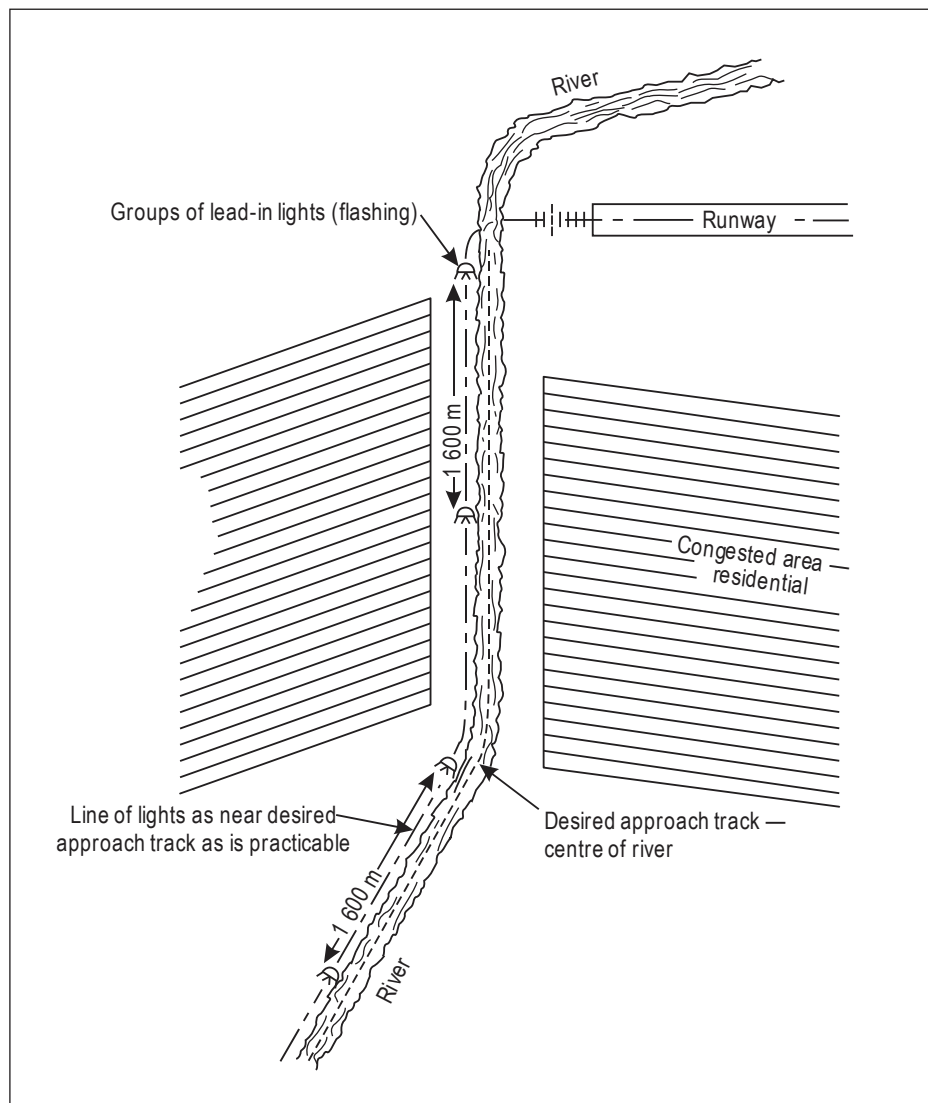 River
Groups of lead-in lights (flashing)
Runway
1 600 m
Congested area
residential
Line of lights as near desired
approach track as is practicable
Desired approach track —
centre of river
1 600 m
River